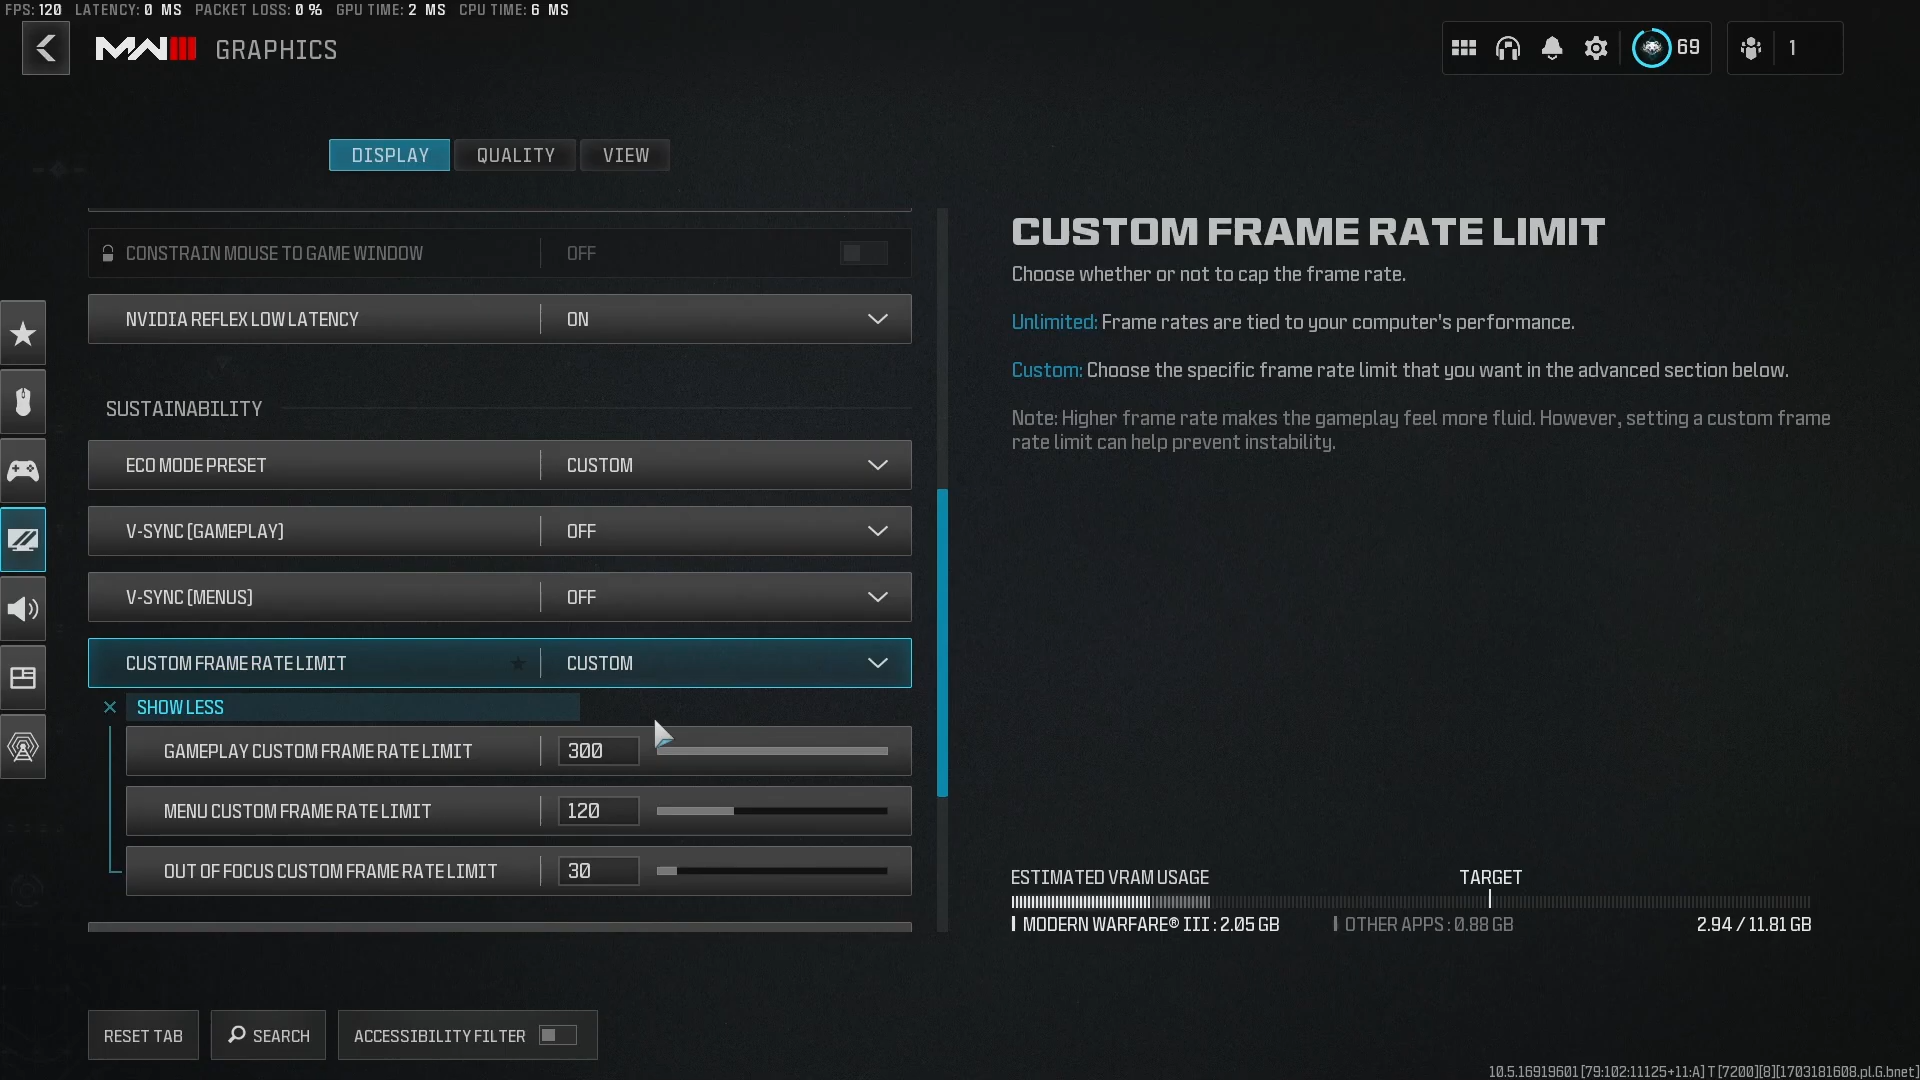 FPS: 120 LATENCY: 0 MS PACKET LOSS: 0 % GPU TIME: 2 MS CPU TIME: 6 MS
MWIII GRAPHICS
69
1
DISPLAY
QUALITY
VIEW
CONSTRAIN MOUSE TO GAME WINDOW OFF
NVIDIA REFLEX LOW LATENCY ON
SUSTAINABILITY
ECO MODE PRESET CUSTOM
V-SYNC (GAMEPLAY) OFF
V-SYNC (MENUS) OFF
CUSTOM FRAME RATE LIMIT CUSTOM
SHOW LESS
GAMEPLAY CUSTOM FRAME RATE LIMIT 300
MENU CUSTOM FRAME RATE LIMIT 120
OUT OF FOCUS CUSTOM FRAME RATE LIMIT 30
CUSTOM FRAME RATE LIMIT
Choose whether or not to cap the frame rate.
Unlimited: Frame rates are tied to your computer's performance.
Custom: Choose the specific frame rate limit that you want in the advanced section below.
Note: Higher frame rate makes the gameplay feel more fluid. However, setting a custom frame
rate limit can help prevent instability.
ESTIMATED VRAM USAGE TARGET
MODERN WARFARE® III : 2.05 GB OTHER APPS : 0.88 GB 2.94 / 11.81 GB
RESET TAB
SEARCH
ACCESSIBILITY FILTER
10.5.16919601 [79:102:11125+11:A] T [7200][8][1703181608.pl.G.bnet]